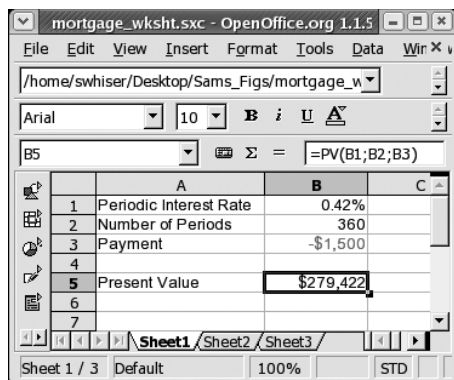 mortgage_wksht.sxc - OpenOffice.org 1.1.5
File Edit View Insert Format Tools Data Win
/home/swhiser/Desktop/Sams_Figs/mortgage_w
Arial 10 B i U A
B5 Σ = =PV(B1;B2;B3)
A B C
1 Periodic Interest Rate 0.42%
2 Number of Periods 360
3 Payment -$1,500
4
5 Present Value $279,422
6
7
Sheet1 Sheet2 Sheet3
Sheet 1 / 3 Default 100% STD